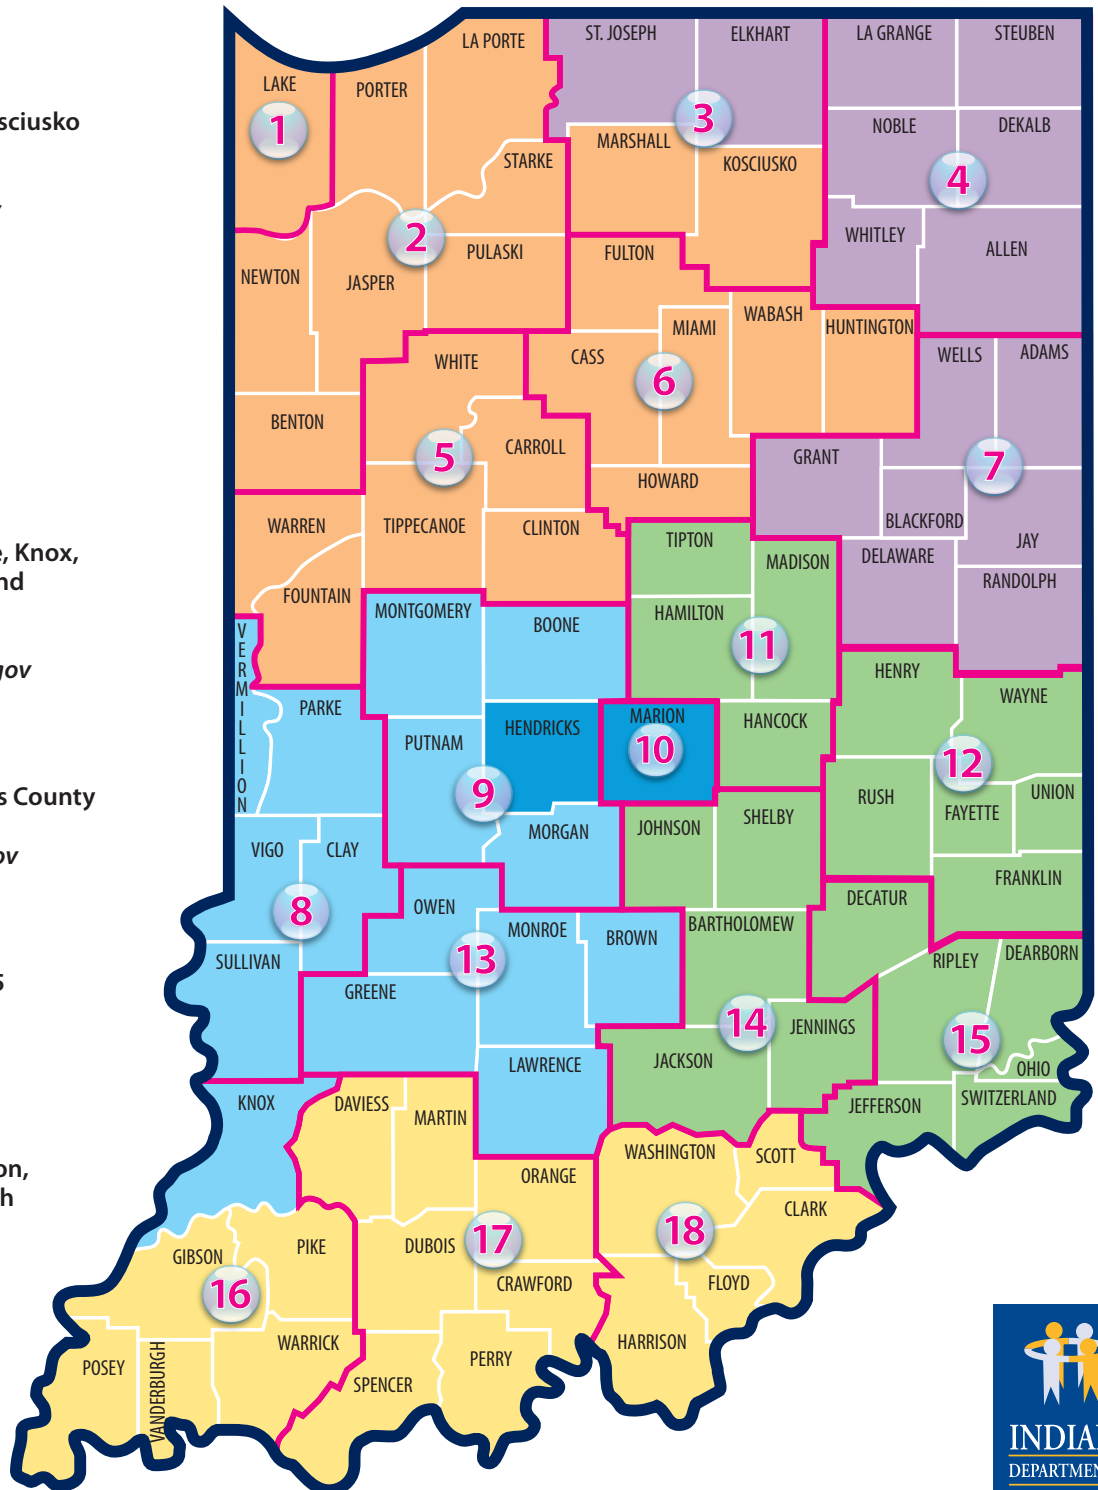 sciusko
e, Knox,
nd
gov
s County
ov
5
on,
h
LA PORTE
ST. JOSEPH
ELKHART
LA GRANGE
STEUBEN
LAKE
PORTER
1
3
NOBLE
DEKALB
MARSHALL
STARKE
KOSCIUSKO
4
2
WHITLEY
PULASKI
FULTON
ALLEN
NEWTON
JASPER
MIAMI
WABASH
HUNTINGTON
WHITE
CASS
WELLS
ADAMS
6
BENTON
CARROLL
5
GRANT
7
HOWARD
WARREN
TIPPECANOE
CLINTON
BLACKFORD
TIPTON
JAY
MADISON
DELAWARE
RANDOLPH
FOUNTAIN
MONTGOMERY
HAMILTON
BOONE
11
VERMILLION
HENRY
WAYNE
PARKE
MARION
HANCOCK
HENDRICKS
PUTNAM
10
12
9
RUSH
UNION
FAYETTE
JOHNSON
SHELBY
MORGAN
VIGO
CLAY
FRANKLIN
DECATUR
8
OWEN
BARTHOLOMEW
MONROE
BROWN
SULLIVAN
13
RIPLEY
DEARBORN
GREENE
14
JENNINGS
15
JACKSON
LAWRENCE
OHIO
KNOX
DAVIESS
MARTIN
JEFFERSON
SWITZERLAND
WASHINGTON
SCOTT
ORANGE
CLARK
18
17
DUBOIS
PIKE
GIBSON
CRAWFORD
FLOYD
16
HARRISON
WARRICK
POSEY
VANDERBURGH
PERRY
SPENCER
INDIA
DEPARTMEN